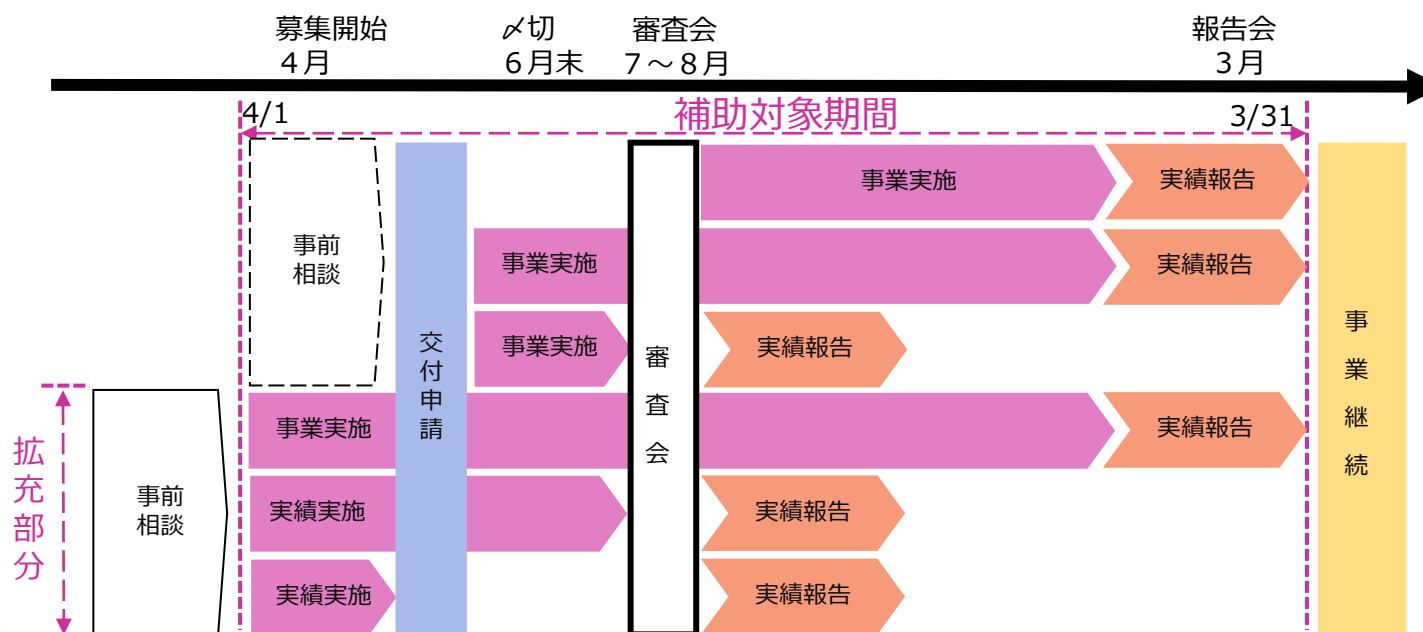 募集開始
4月
〆切
6月末
審査会
7～8月
報告会
3月
4/1
補助対象期間
3/31
事業実施
実績報告
事前
相談
事業実施
実績報告
事業実施
実績報告
交付申請
審査会
事業継続
拡充部分
事前
相談
事業実施
実績報告
実績実施
実績報告
実績実施
実績報告